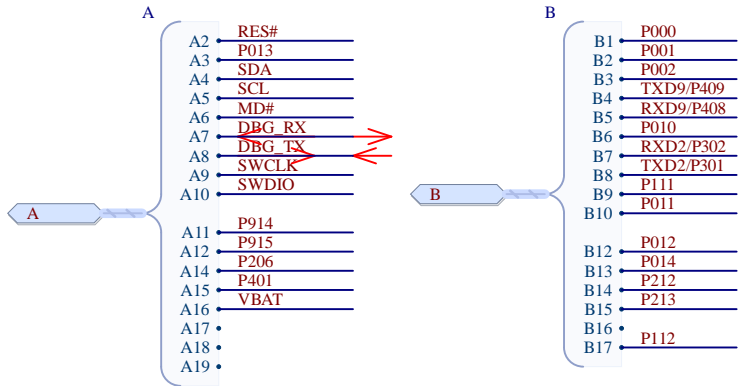 A
A2 RES#
A3 P013
A4 SDA
A5 SCL
A6 MD#
A7 DBG_RX
A8 DBG_TX
A9 SWCLK
A10 SWDIO
A
A11 P914
A12 P915
A14 P206
A15 P401
A16 VBAT
A17
A18
A19
B
B1 P000
B2 P001
B3 P002
B4 TXD9/P409
B5 RXD9/P408
B6 P010
B7 RXD2/P302
B8 TXD2/P301
B9 P111
B
B10 P011
B12 P012
B13 P014
B14 P212
B15 P213
B16
B17 P112